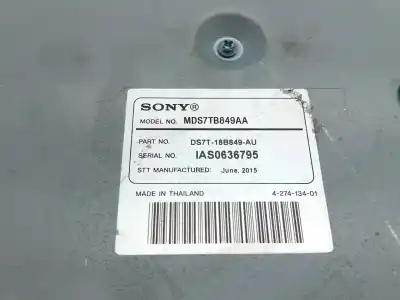 SONY®
MODEL NO. MDS7TB849AA
PART NO. DS7T-18B849-AU
SERIAL NO. IAS0636795
STT MANUFACTURED: June, 2015
MADE IN THAILAND 4-274-134-01